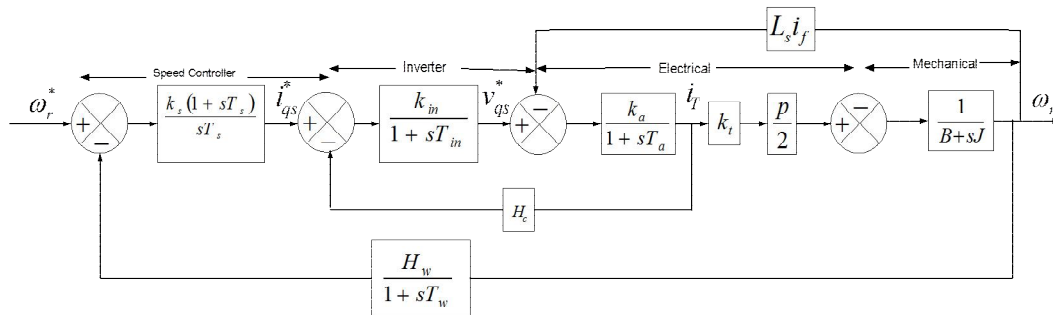 L_s i_f
Speed Controller
Inverter
Electrical
Mechanical
ω_r^*
+
−
k_s(1 + sT_s)
sT_s
i_qs^*
+
−
k_in
1 + sT_in
v_qs^*
+
−
k_a
1 + sT_a
i_T
k_t
p
2
+
−
1
B+sJ
H_c
H_w
1 + sT_w